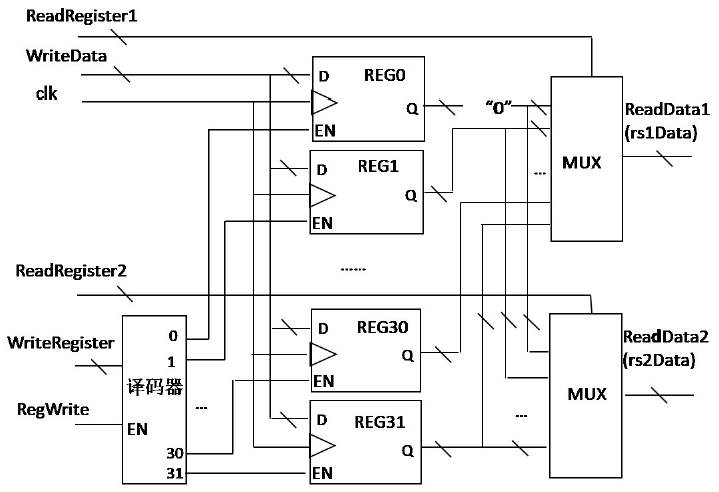 ReadRegister1
WriteData
clk
D
REG0
Q
EN
"0"
ReadData1
(rs1Data)
MUX
...
D
REG1
Q
EN
......
ReadRegister2
WriteRegister
RegWrite
译码器
EN
0
1
...
30
31
D
REG30
Q
EN
D
REG31
Q
EN
ReadData2
(rs2Data)
MUX
...